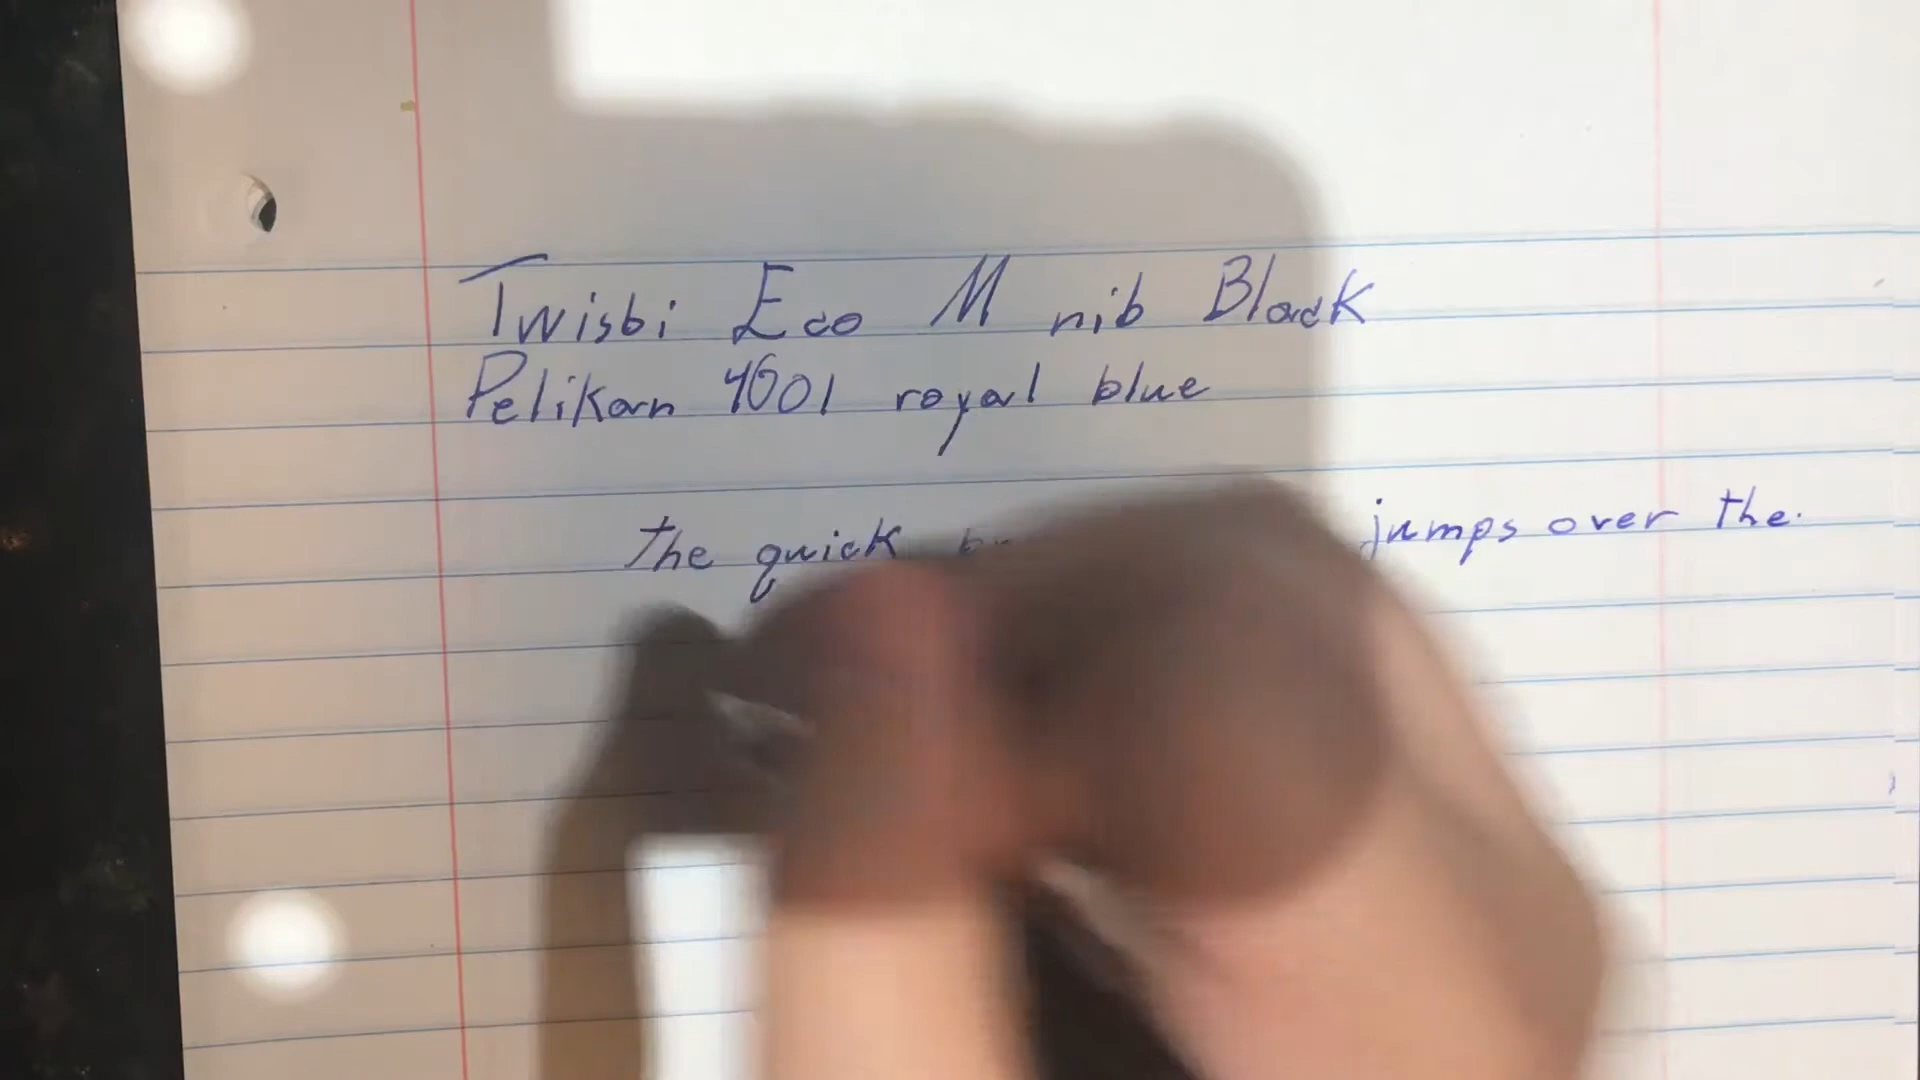 Twisbi Eco M nib Black
Pelikan 4001 royal blue
the quick jumps over the